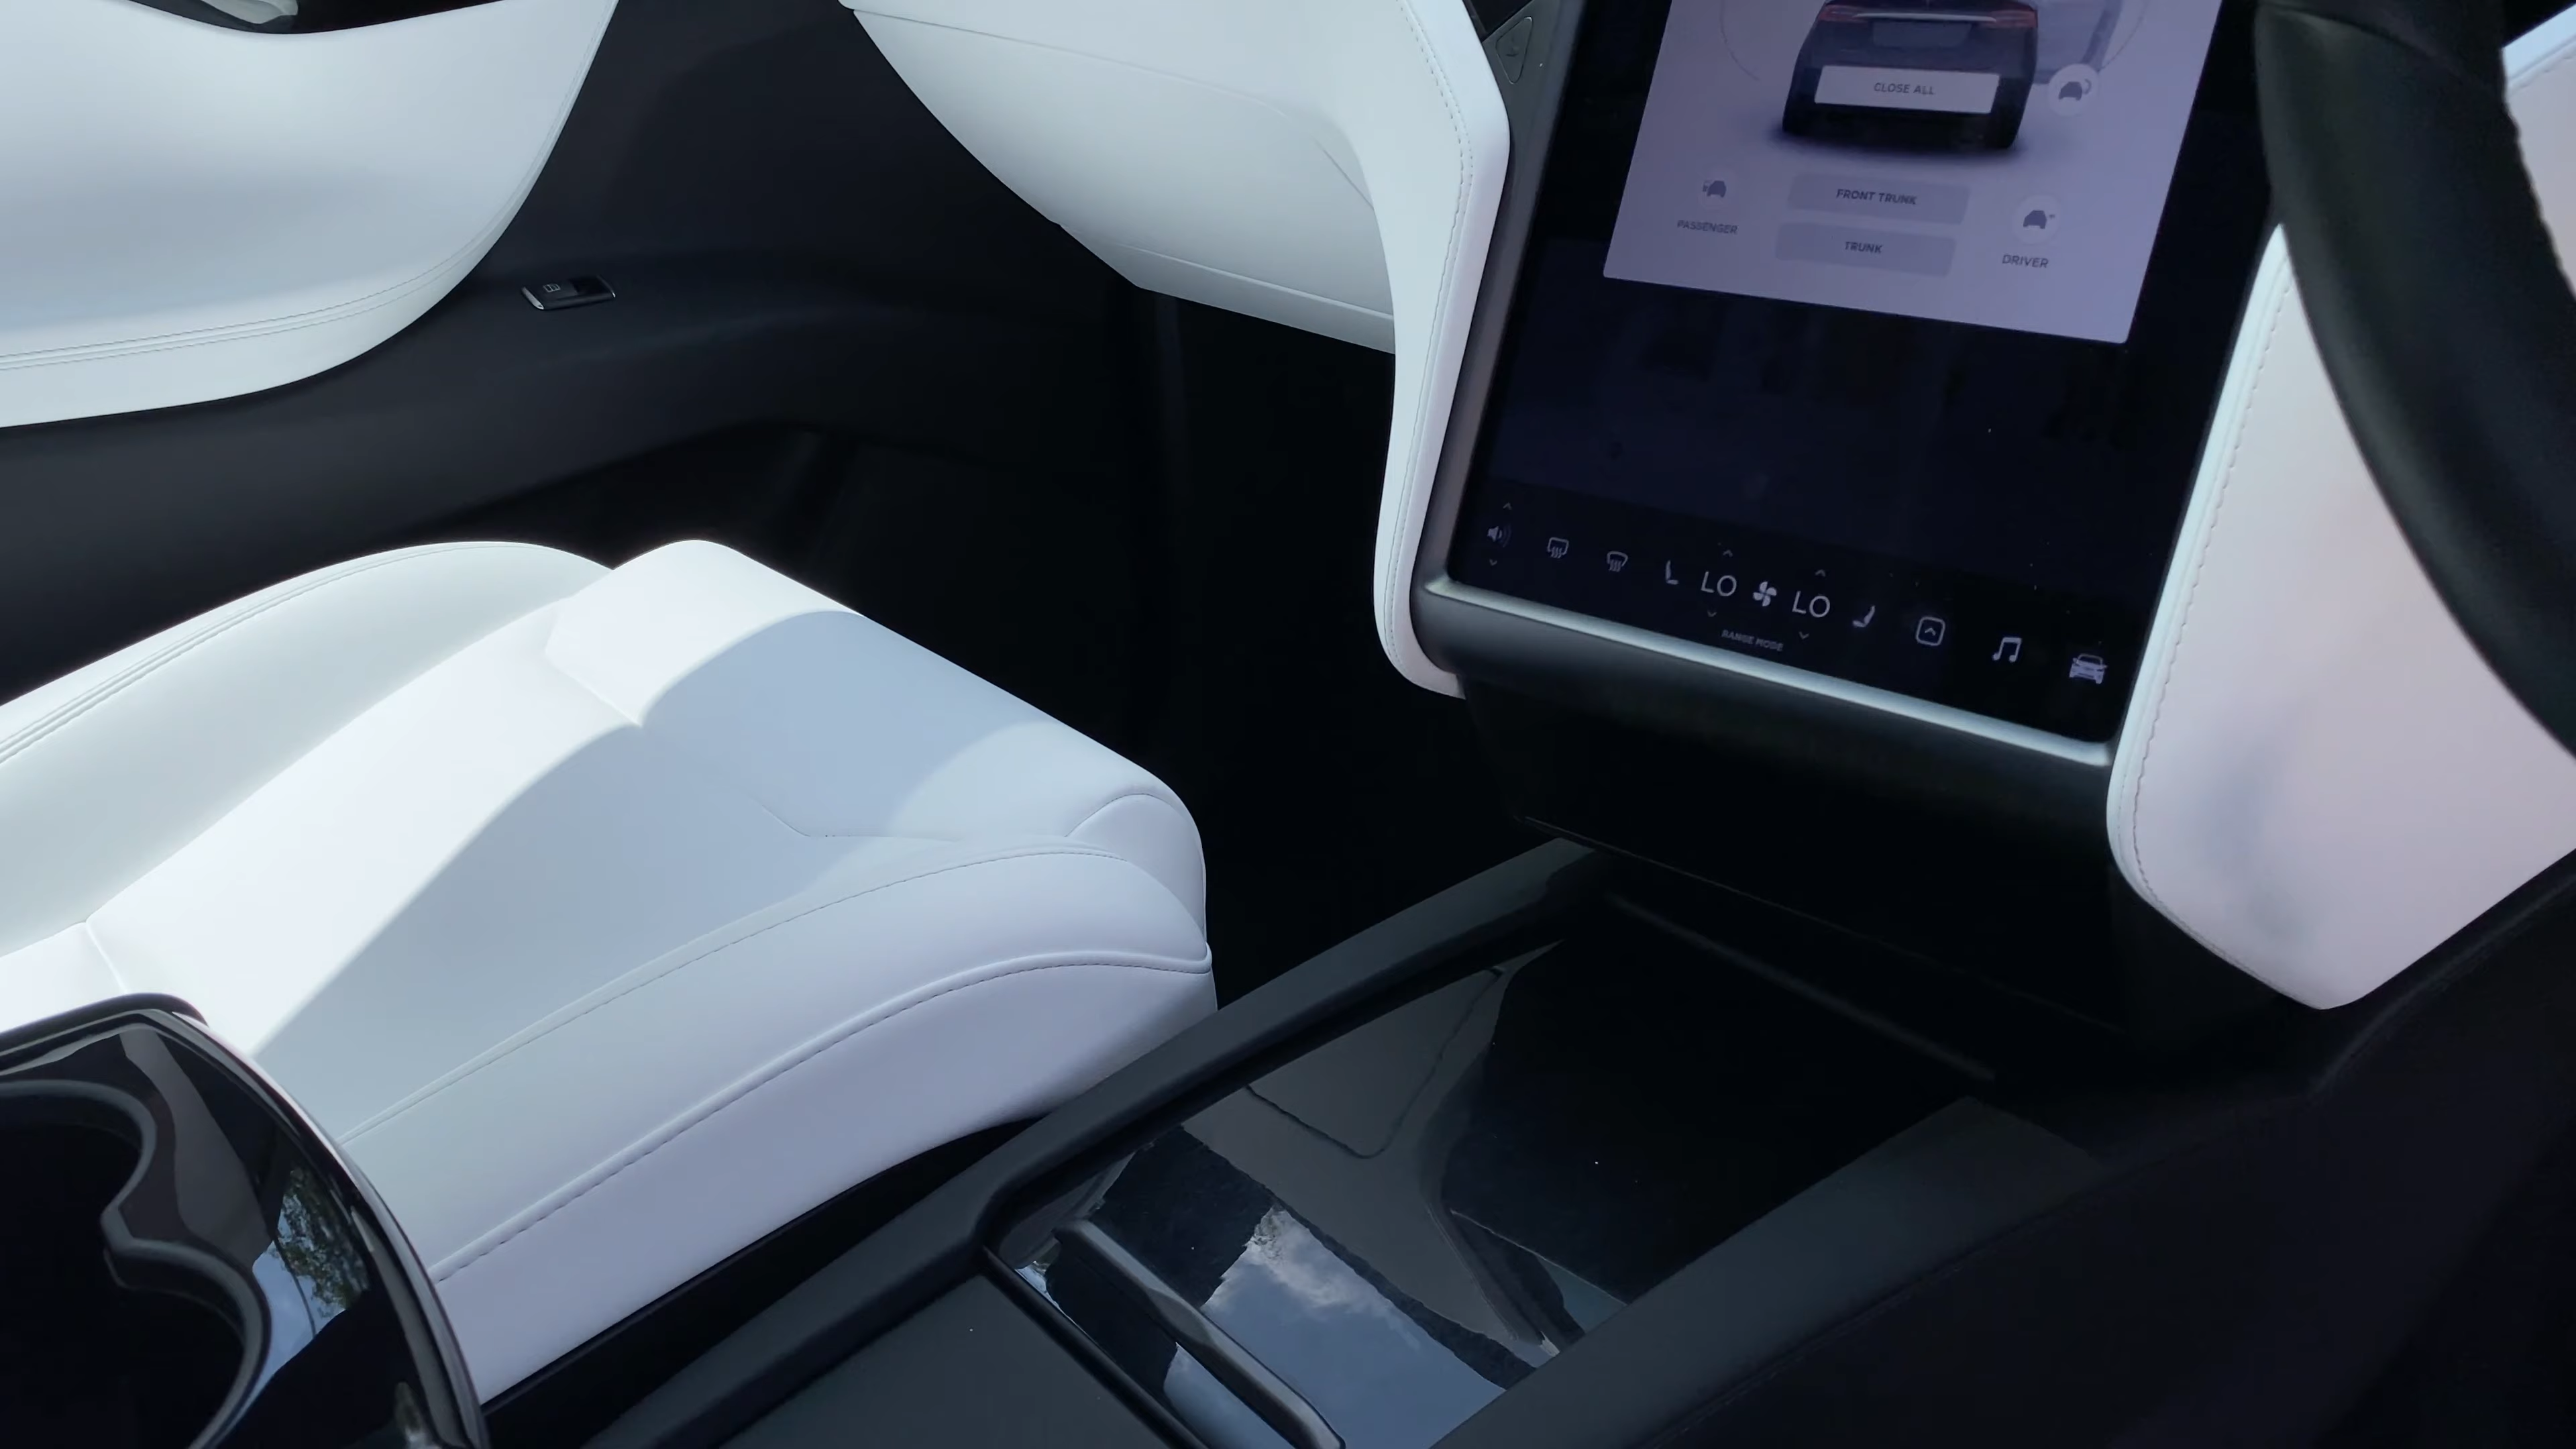 CLOSE ALL
FRONT TRUNK
PASSENGER
TRUNK
DRIVER
LO LO
RANGE MODE